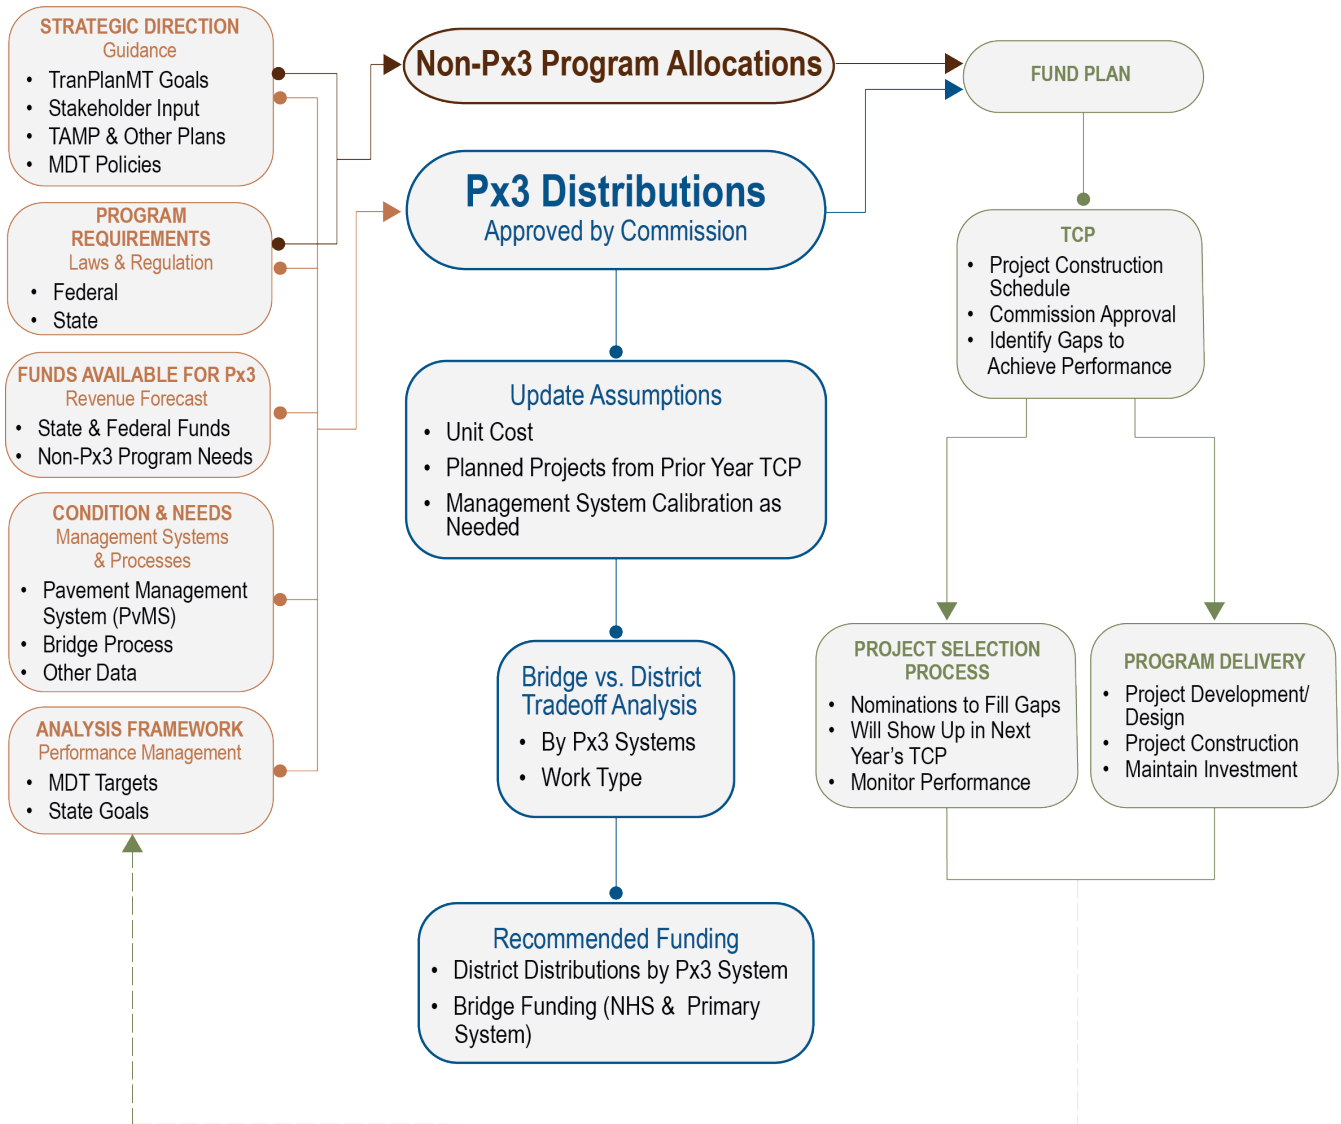 STRATEGIC DIRECTION
Guidance
• TranPlanMT Goals
• Stakeholder Input
• TAMP & Other Plans
• MDT Policies
PROGRAM
REQUIREMENTS
Laws & Regulation
• Federal
• State
FUNDS AVAILABLE FOR Px3
Revenue Forecast
• State & Federal Funds
• Non-Px3 Program Needs
CONDITION & NEEDS
Management Systems
& Processes
• Pavement Management
System (PvMS)
• Bridge Process
• Other Data
ANALYSIS FRAMEWORK
Performance Management
• MDT Targets
• State Goals
Non-Px3 Program Allocations
Px3 Distributions
Approved by Commission
Update Assumptions
• Unit Cost
• Planned Projects from Prior Year TCP
• Management System Calibration as
Needed
Bridge vs. District
Tradeoff Analysis
• By Px3 Systems
• Work Type
Recommended Funding
• District Distributions by Px3 System
• Bridge Funding (NHS & Primary
System)
FUND PLAN
TCP
• Project Construction
Schedule
• Commission Approval
• Identify Gaps to
Achieve Performance
PROJECT SELECTION
PROCESS
• Nominations to Fill Gaps
• Will Show Up in Next
Year's TCP
• Monitor Performance
PROGRAM DELIVERY
• Project Development/
Design
• Project Construction
• Maintain Investment